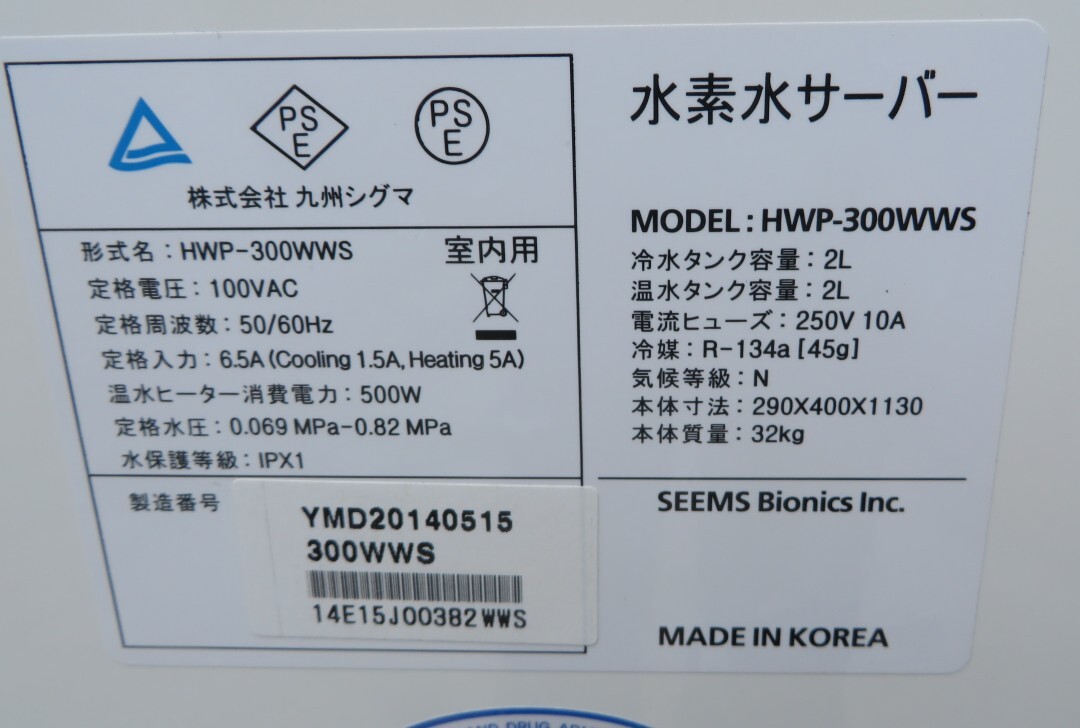 PS
E
PS
E
株式会社 九州シグマ
形式名：HWP-300WWS
室内用
定格電圧：100VAC
定格周波数：50/60Hz
定格入力：6.5A (Cooling 1.5A, Heating 5A)
温水ヒーター消費電力：500W
定格水圧：0.069 MPa-0.82 MPa
水保護等級：IPX1
製造番号
YMD20140515
300WWS
14E15J00382WWS
水素水サーバー
MODEL : HWP-300WWS
冷水タンク容量：2L
温水タンク容量：2L
電流ヒューズ：250V 10A
冷媒：R-134a [45g]
気候等級：N
本体寸法：290X400X1130
本体質量：32kg
SEEMS Bionics Inc.
MADE IN KOREA
AND DRUG